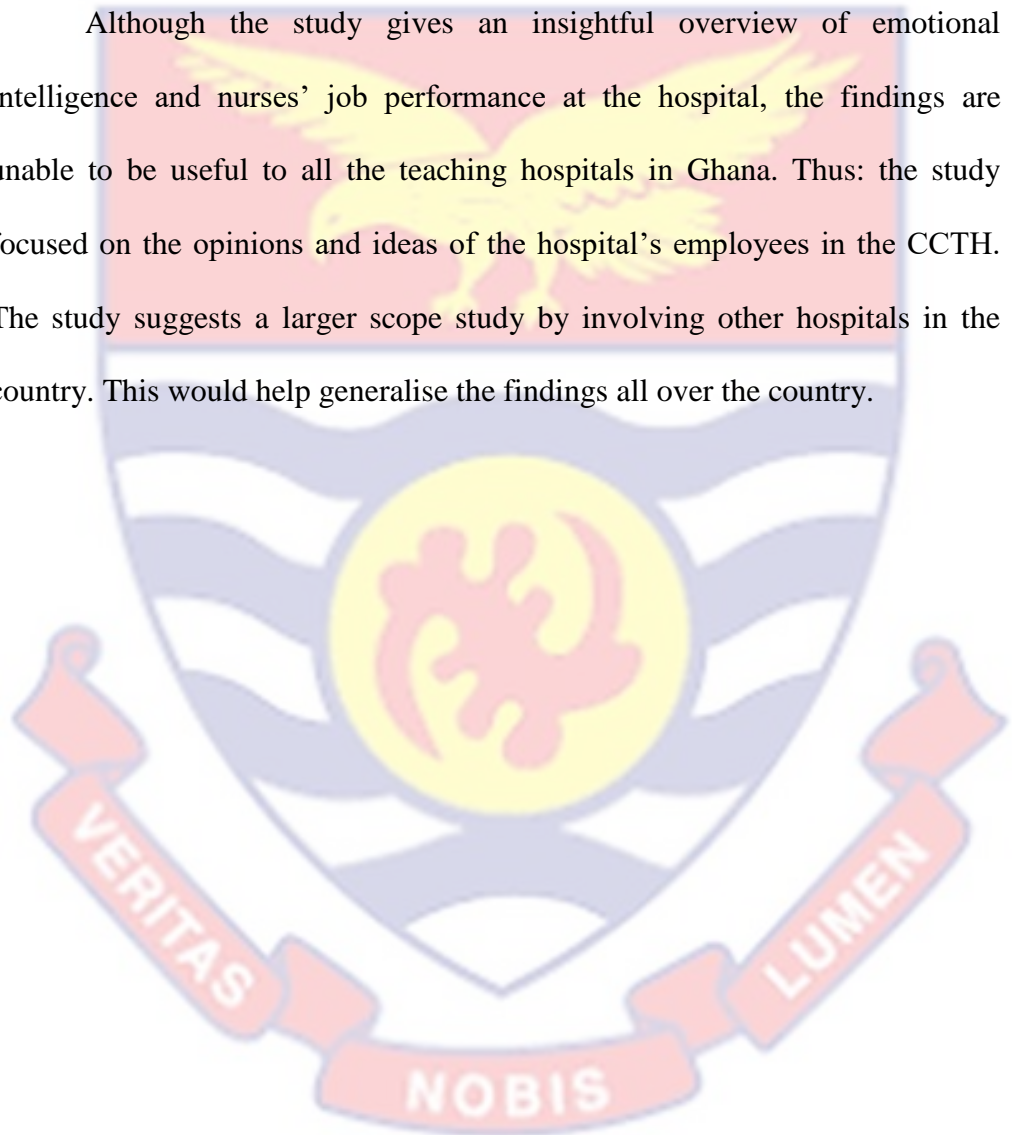 Although the study gives an insightful overview of emotional
intelligence and nurses’ job performance at the hospital, the findings are
unable to be useful to all the teaching hospitals in Ghana. Thus: the study
focused on the opinions and ideas of the hospital’s employees in the CCTH.
The study suggests a larger scope study by involving other hospitals in the
country. This would help generalise the findings all over the country.
VERITAS
NOBIS
LUMEN